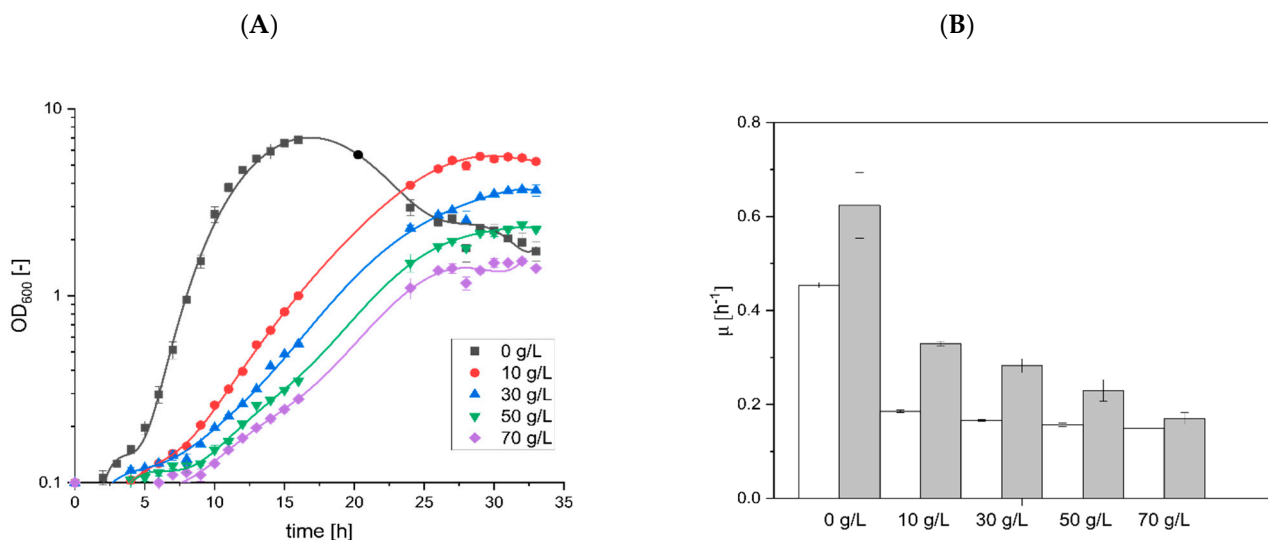 (A)
(B)
10
1
0.1
OD600 [-]
0 5 10 15 20 25 30 35
time [h]
0 g/L
10 g/L
30 g/L
50 g/L
70 g/L
0.8
0.6
0.4
0.2
0.0
μ [h-1]
0 g/L 10 g/L 30 g/L 50 g/L 70 g/L